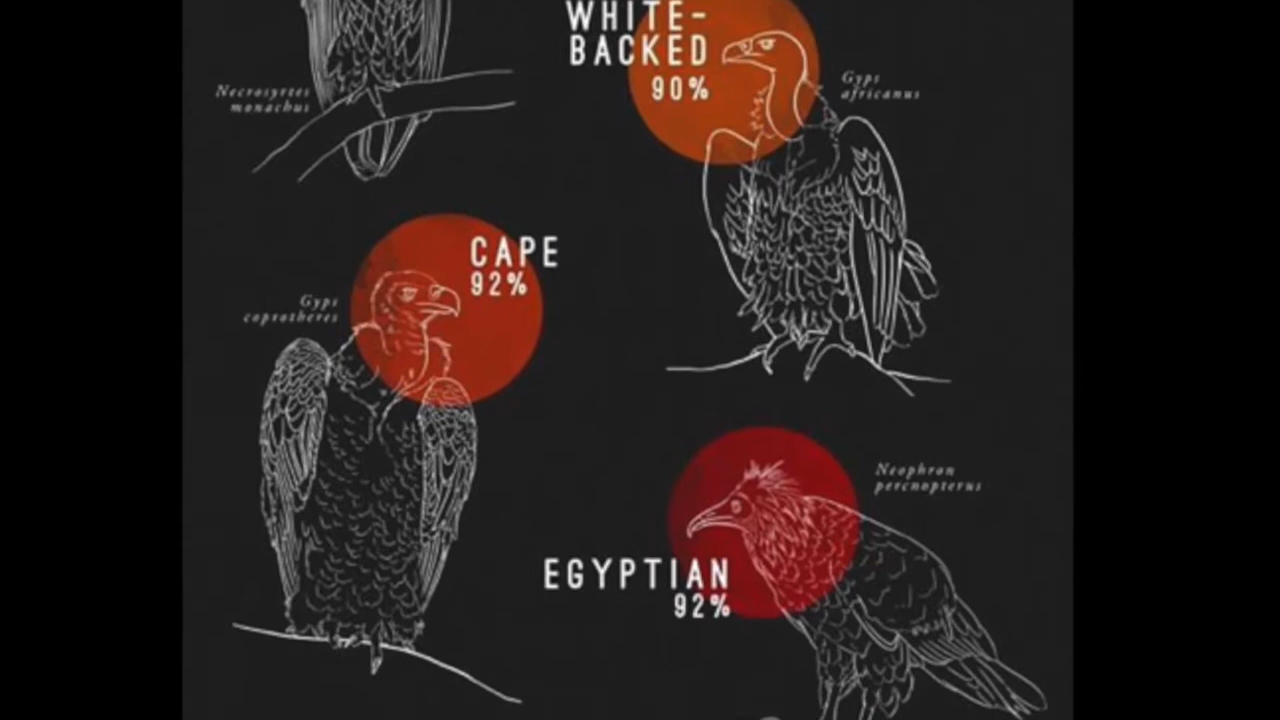 WHITE-
BACKED
90%
Gyps
africanus
Necrosyrtes
monachus
CAPE
92%
Gyps
coprotheres
Neophron
percnopterus
EGYPTIAN
92%